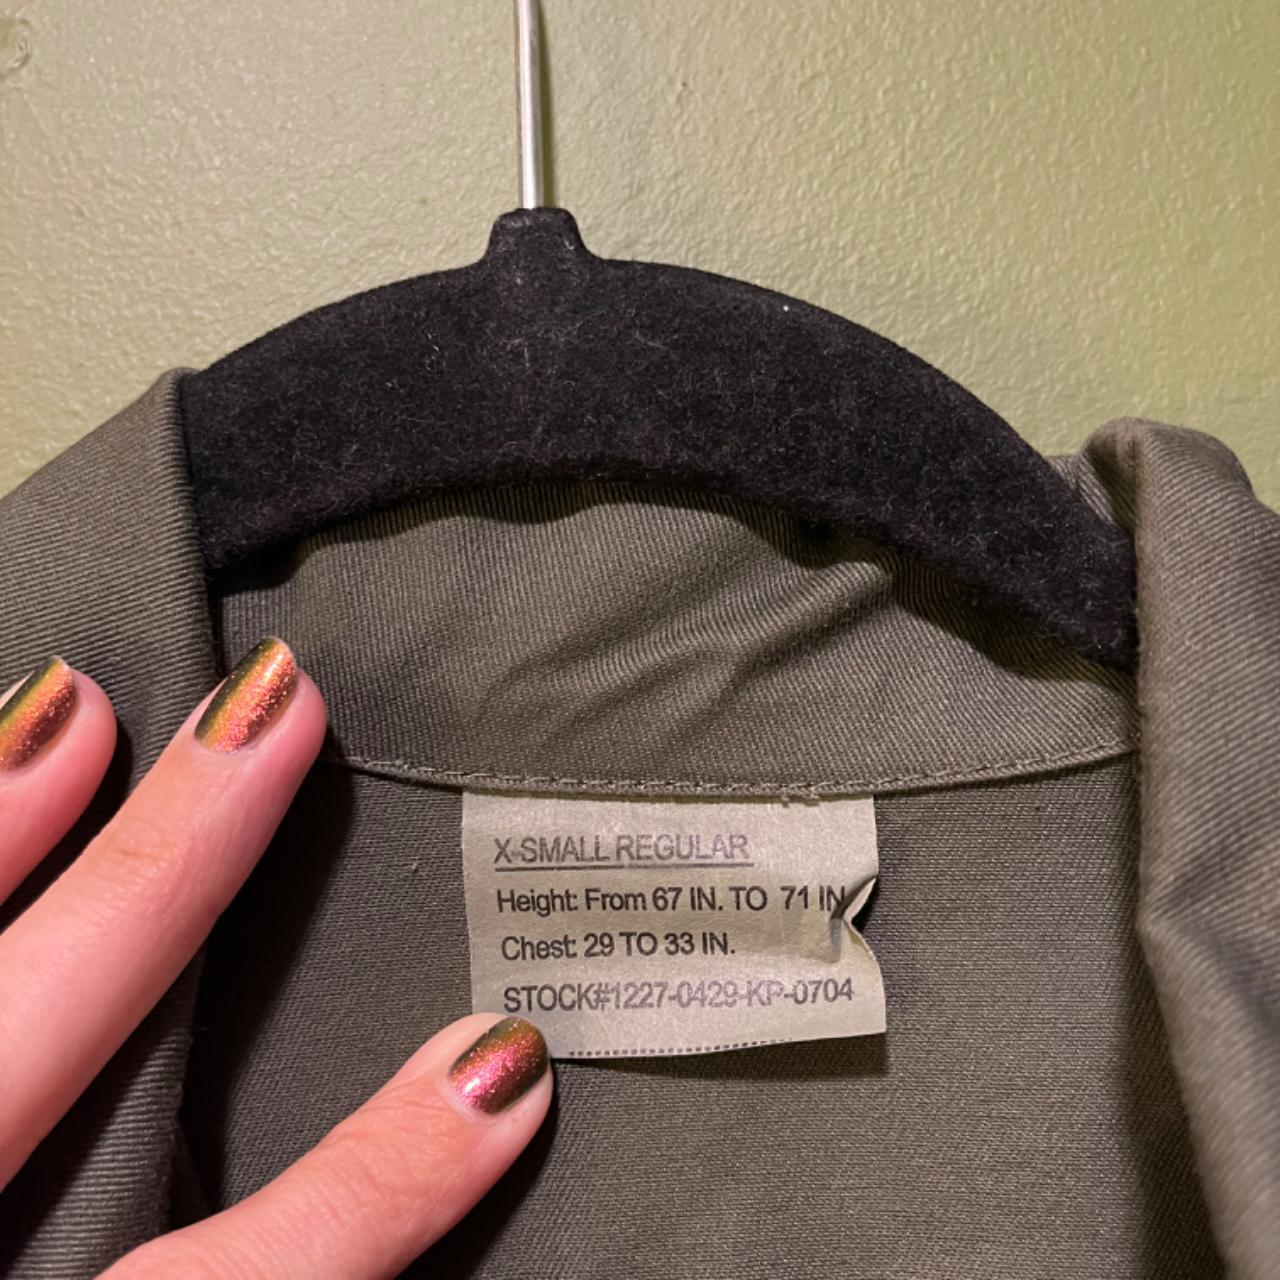 X-SMALL REGULAR
Height: From 67 IN. TO 71 IN
Chest: 29 TO 33 IN.
STOCK#1227-0429-KP-0704